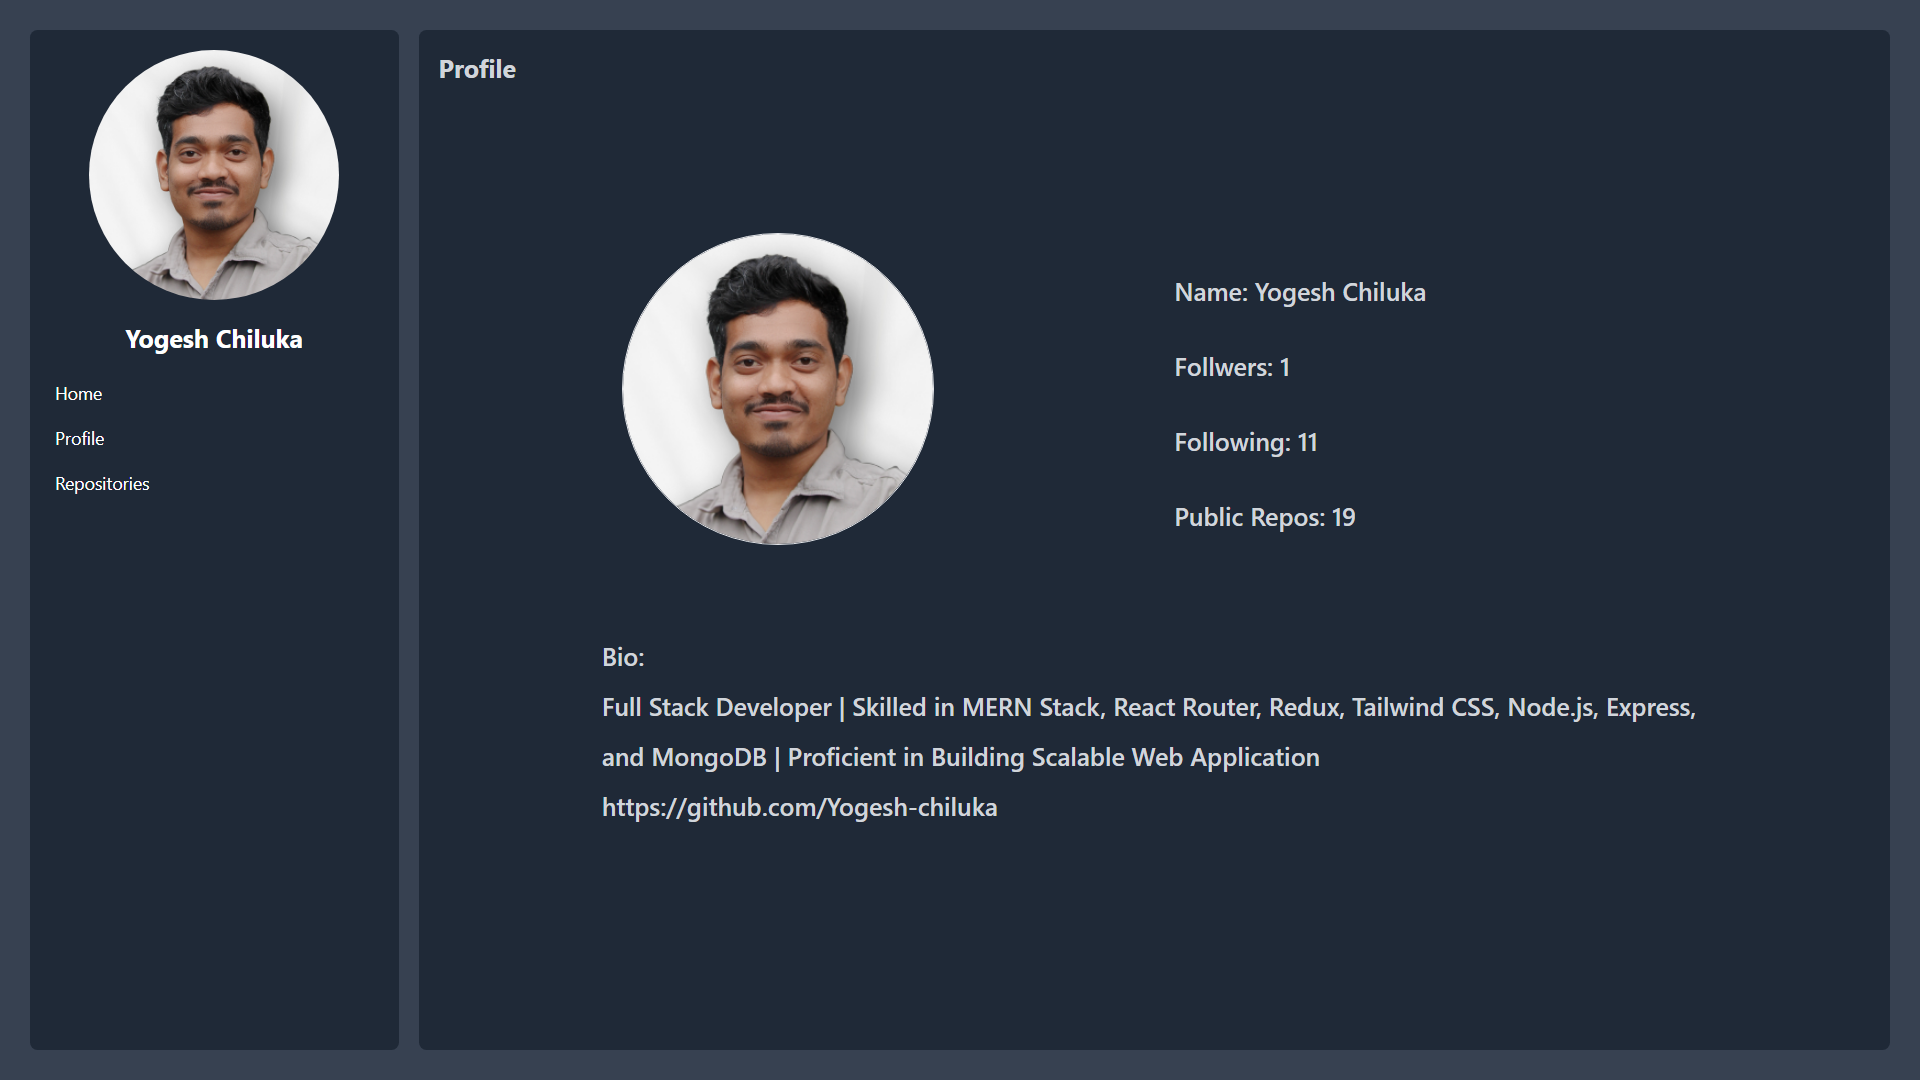 Yogesh Chiluka
Home
Profile
Repositories
Profile
Name: Yogesh Chiluka
Follwers: 1
Following: 11
Public Repos: 19
Bio:
Full Stack Developer | Skilled in MERN Stack, React Router, Redux, Tailwind CSS, Node.js, Express,
and MongoDB | Proficient in Building Scalable Web Application
https://github.com/Yogesh-chiluka